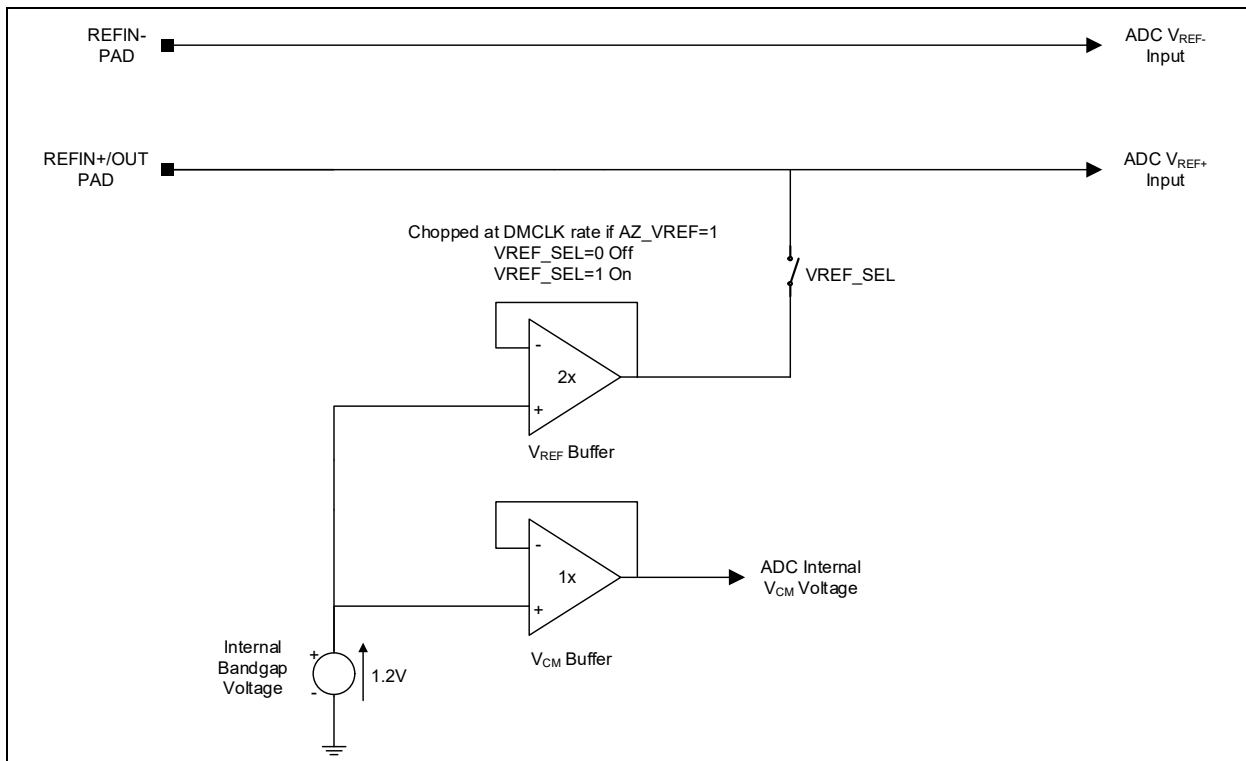 REFIN-
PAD
ADC VREF-
Input
REFIN+/OUT
PAD
ADC VREF+
Input
Chopped at DMCLK rate if AZ_VREF=1
VREF_SEL=0 Off
VREF_SEL=1 On
VREF_SEL
-
2x
+
VREF Buffer
-
1x
+
ADC Internal
VCM Voltage
VCM Buffer
Internal
Bandgap
Voltage
+
-
1.2V